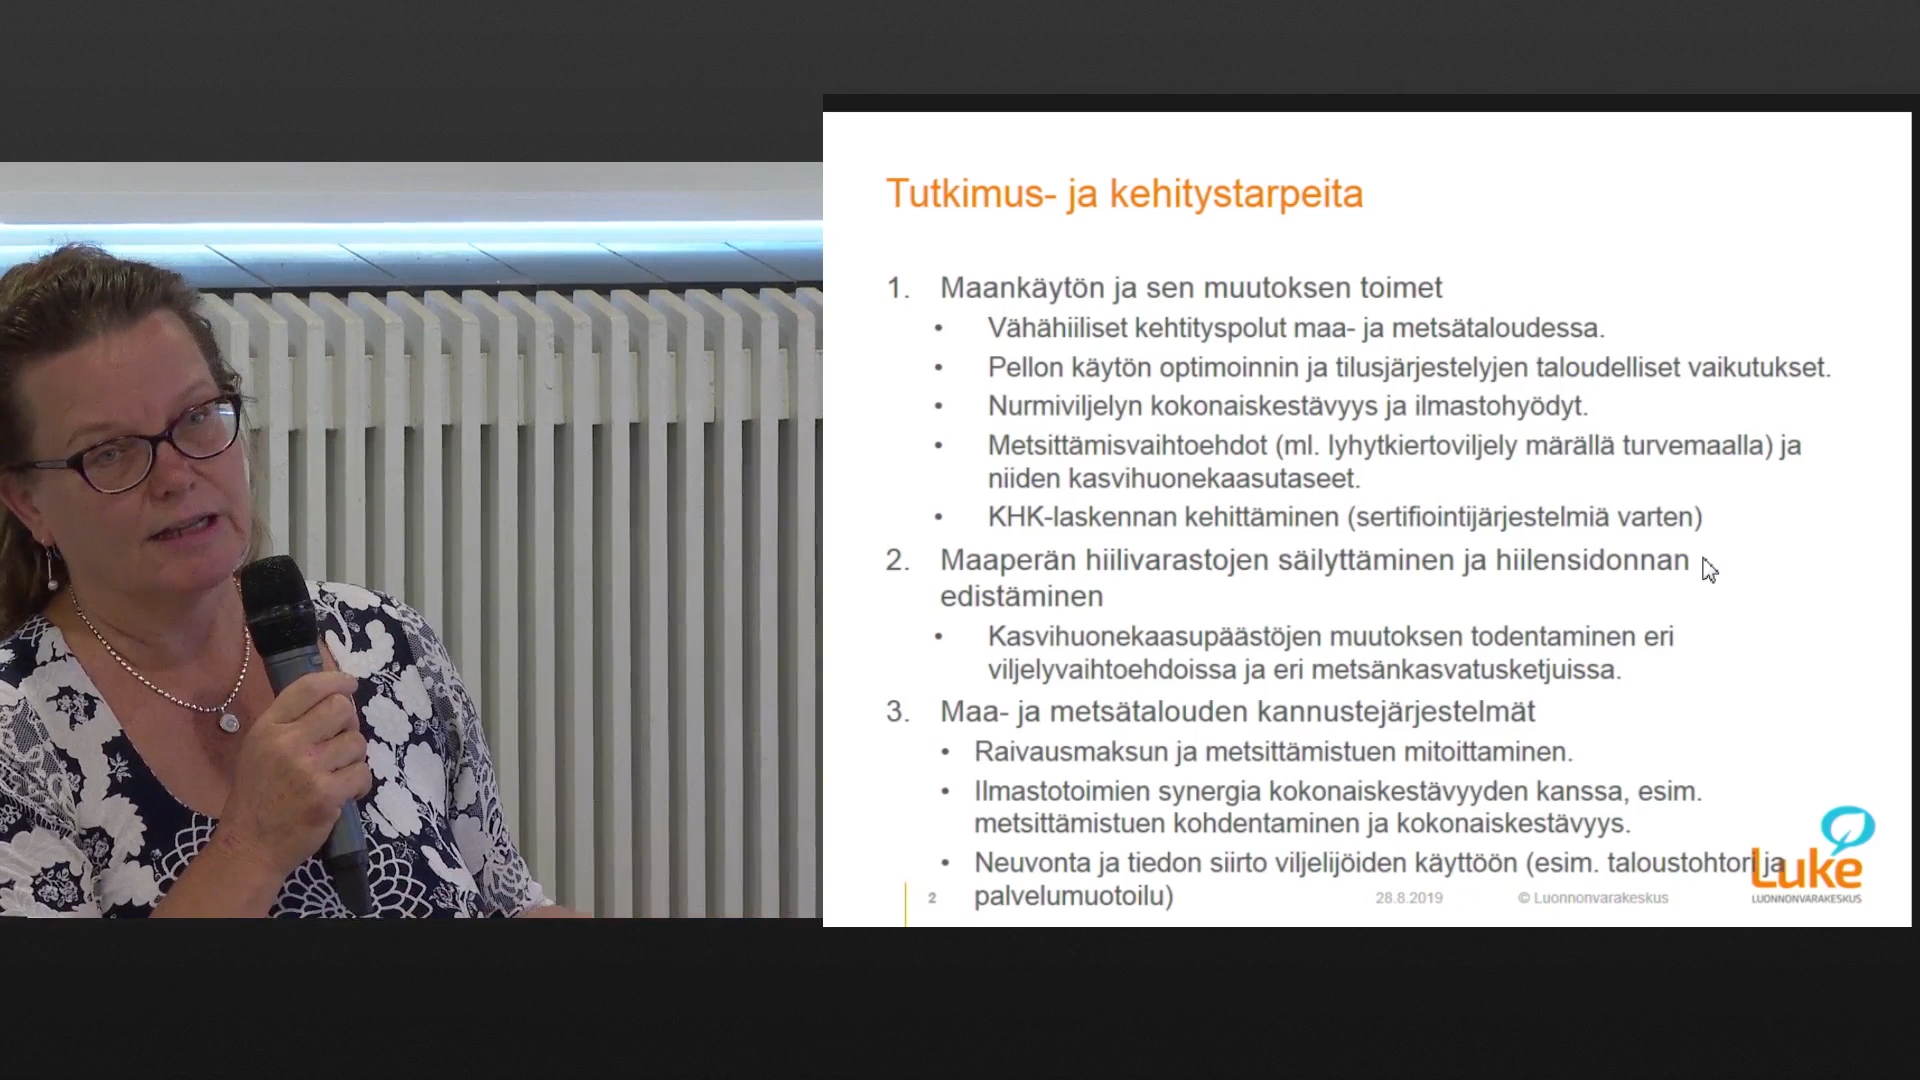 Tutkimus- ja kehitystarpeita
1. Maankäytön ja sen muutoksen toimet
• Vähähiiliset kehtityspolut maa- ja metsätaloudessa.
• Pellon käytön optimoinnin ja tilusjärjestelyjen taloudelliset vaikutukset.
• Nurmiviljelyn kokonaiskestävyys ja ilmastohyödyt.
• Metsittämisvaihtoehdot (ml. lyhytkiertoviljely märällä turvemaalla) ja
niiden kasvihuonekaasutaseet.
• KHK-laskennan kehittäminen (sertifiointijärjestelmiä varten)
2. Maaperän hiilivarastojen säilyttäminen ja hiilensidonnan
edistäminen
• Kasvihuonekaasupäästöjen muutoksen todentaminen eri
viljelyvaihtoehdoissa ja eri metsänkasvatusketjuissa.
3. Maa- ja metsätalouden kannustejärjestelmät
• Raivausmaksun ja metsittämistuen mitoittaminen.
• Ilmastotoimien synergia kokonaiskestävyyden kanssa, esim.
metsittämistuen kohdentaminen ja kokonaiskestävyys.
• Neuvonta ja tiedon siirto viljelijöiden käyttöön (esim. taloustohtori ja
palvelumuotoilu)
2
28.8.2019
© Luonnonvarakeskus
Luke
LUONNONVARAKESKUS